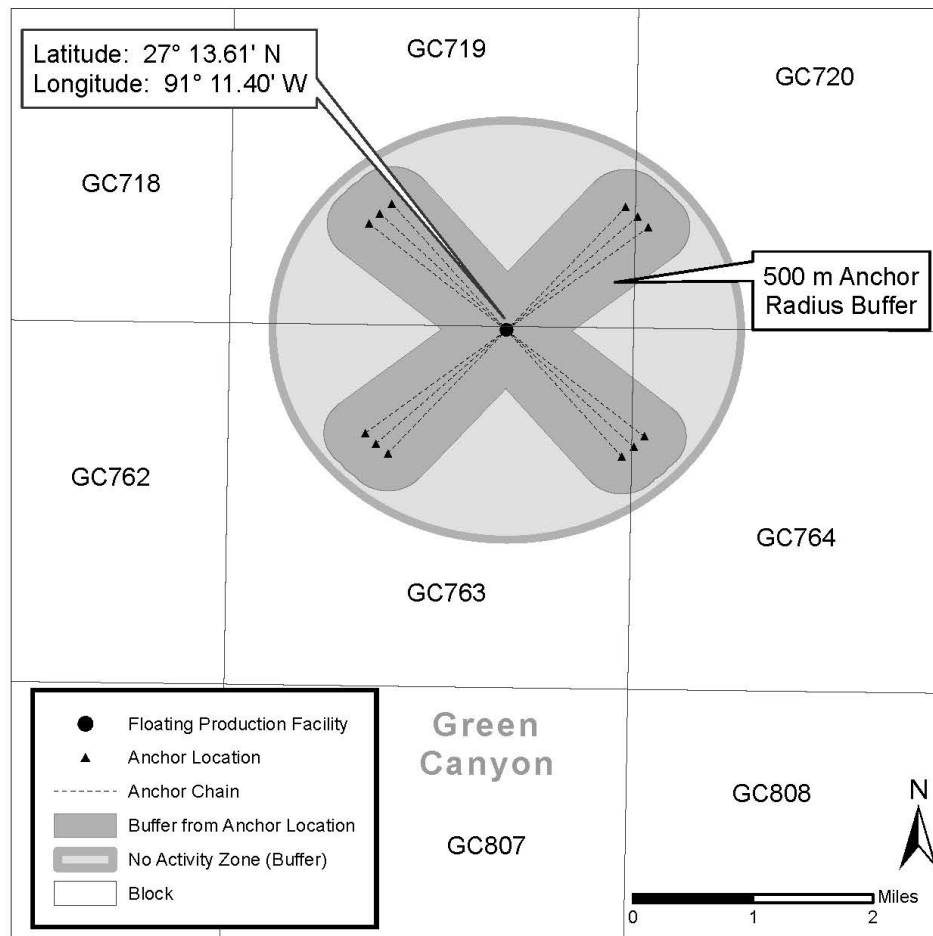 Latitude: 27° 13.61' N
Longitude: 91° 11.40' W
GC719
GC720
GC718
500 m Anchor
Radius Buffer
GC762
GC764
GC763
Floating Production Facility
Anchor Location
Anchor Chain
Buffer from Anchor Location
No Activity Zone (Buffer)
Block
Green
Canyon
GC807
GC808
N
Miles
0 1 2